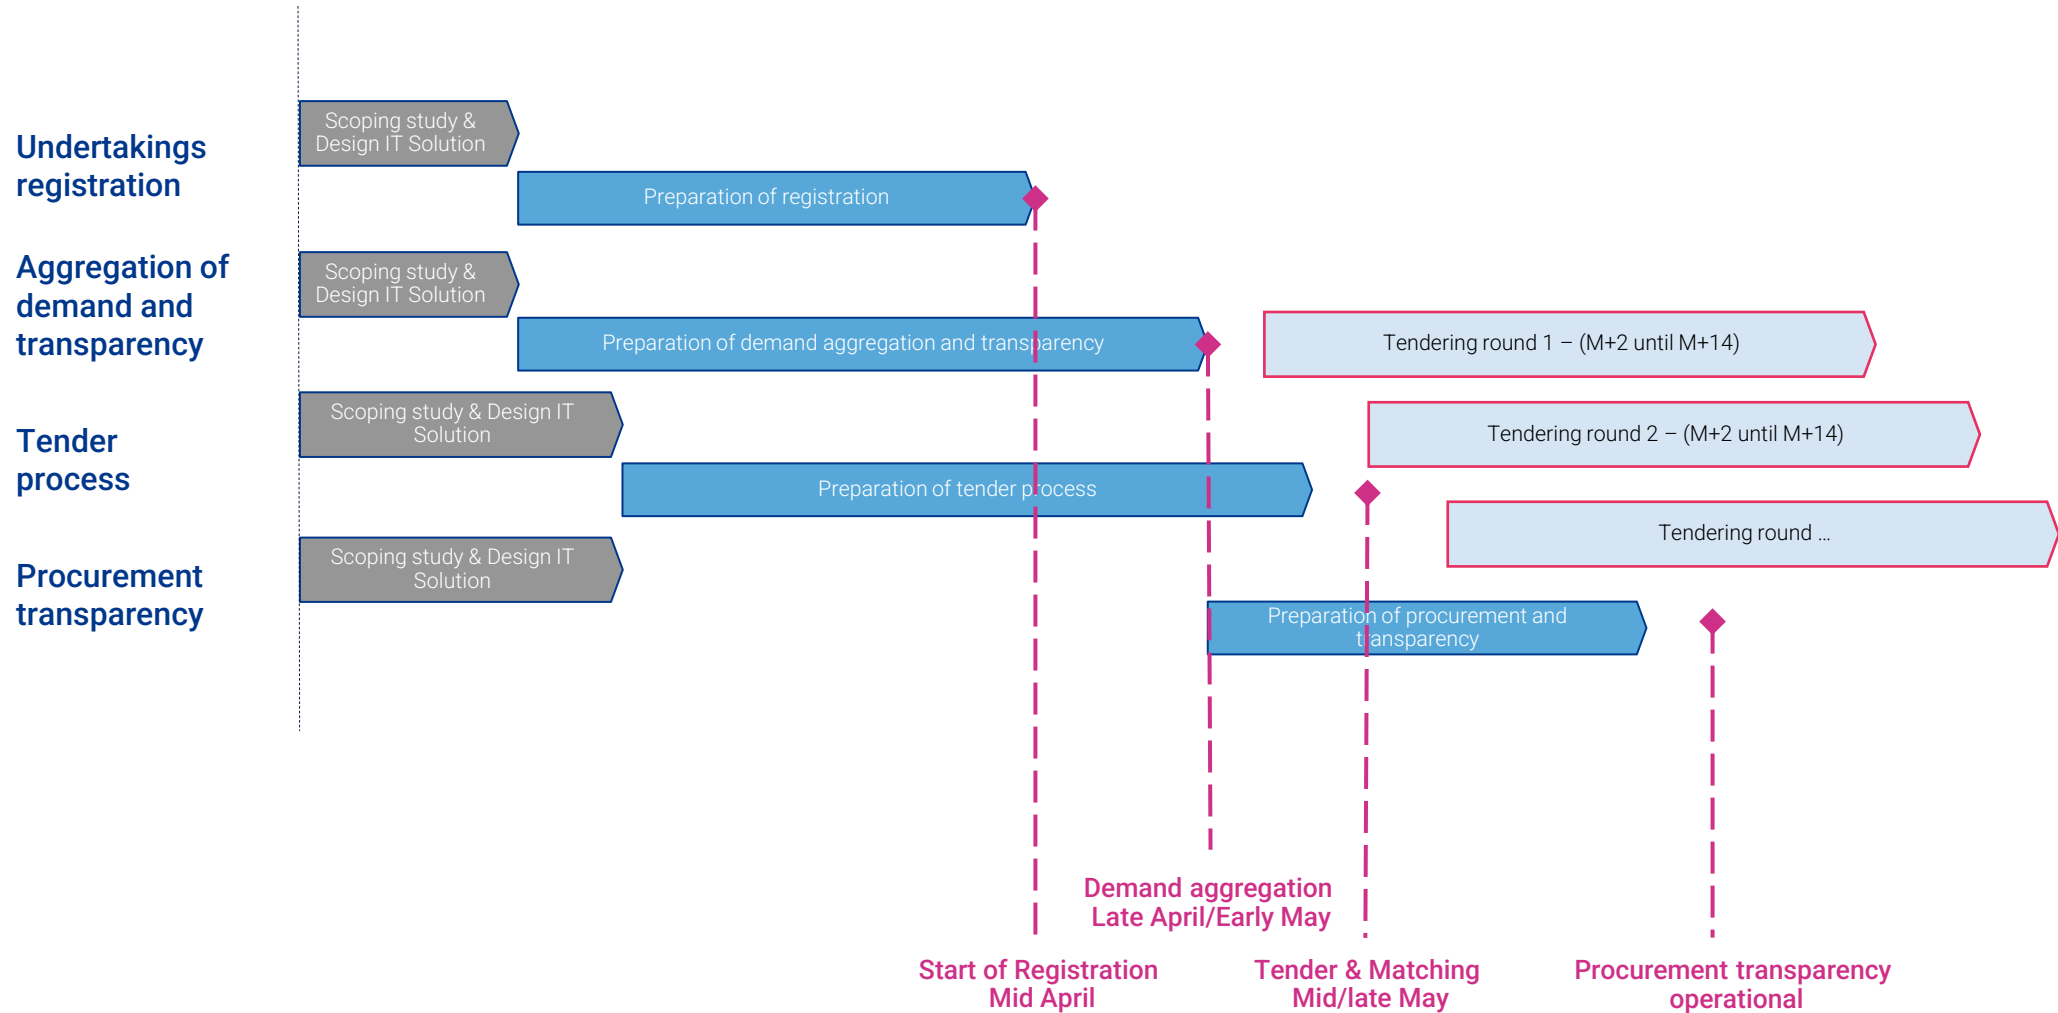 Undertakings
registration
Scoping study &
Design IT Solution
Preparation of registration
Aggregation of
demand and
transparency
Scoping study &
Design IT Solution
Preparation of demand aggregation and transparency
Tendering round 1 – (M+2 until M+14)
Tender
process
Scoping study & Design IT
Solution
Tendering round 2 – (M+2 until M+14)
Preparation of tender process
Tendering round ...
Procurement
transparency
Scoping study & Design IT
Solution
Preparation of procurement and
transparency
Demand aggregation
Late April/Early May
Start of Registration
Mid April
Tender & Matching
Mid/late May
Procurement transparency
operational